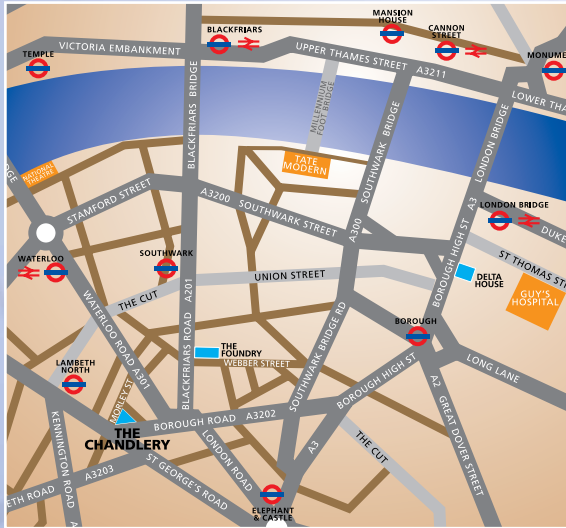 MANSION
HOUSE
BLACKFRIARS
CANNON
STREET
TEMPLE
VICTORIA EMBANKMENT
UPPER THAMES STREET A3211
MONUME
LOWER THA
BLACKFRIARS BRIDGE
MILLENNIUM
FOOT BRIDGE
SOUTHWARK BRIDGE
LONDON BRIDGE
DGE
NATIONAL
THEATRE
TATE
MODERN
STAMFORD STREET
A3200 SOUTHWARK STREET
A300
A3
LONDON BRIDGE
DUKE
ST THOMAS STR
WATERLOO
SOUTHWARK
UNION STREET
BOROUGH HIGH ST
DELTA
HOUSE
GUY'S
HOSPITAL
THE CUT
WATERLOO ROAD A301
BLACKFRIARS ROAD A201
SOUTHWARK BRIDGE RD
BOROUGH
THE
FOUNDRY
WEBBER STREET
LAMBETH
NORTH
MORLEY ST
BOROUGH HIGH ST
LONG LANE
A2 GREAT DOVER STREET
THE
CHANDLERY
BOROUGH ROAD A3202
KENNINGTON ROAD
A
ETH ROAD A3203
ST GEORGE'S ROAD
LONDON ROAD
A3
THE CUT
ELEPHANT
& CASTLE